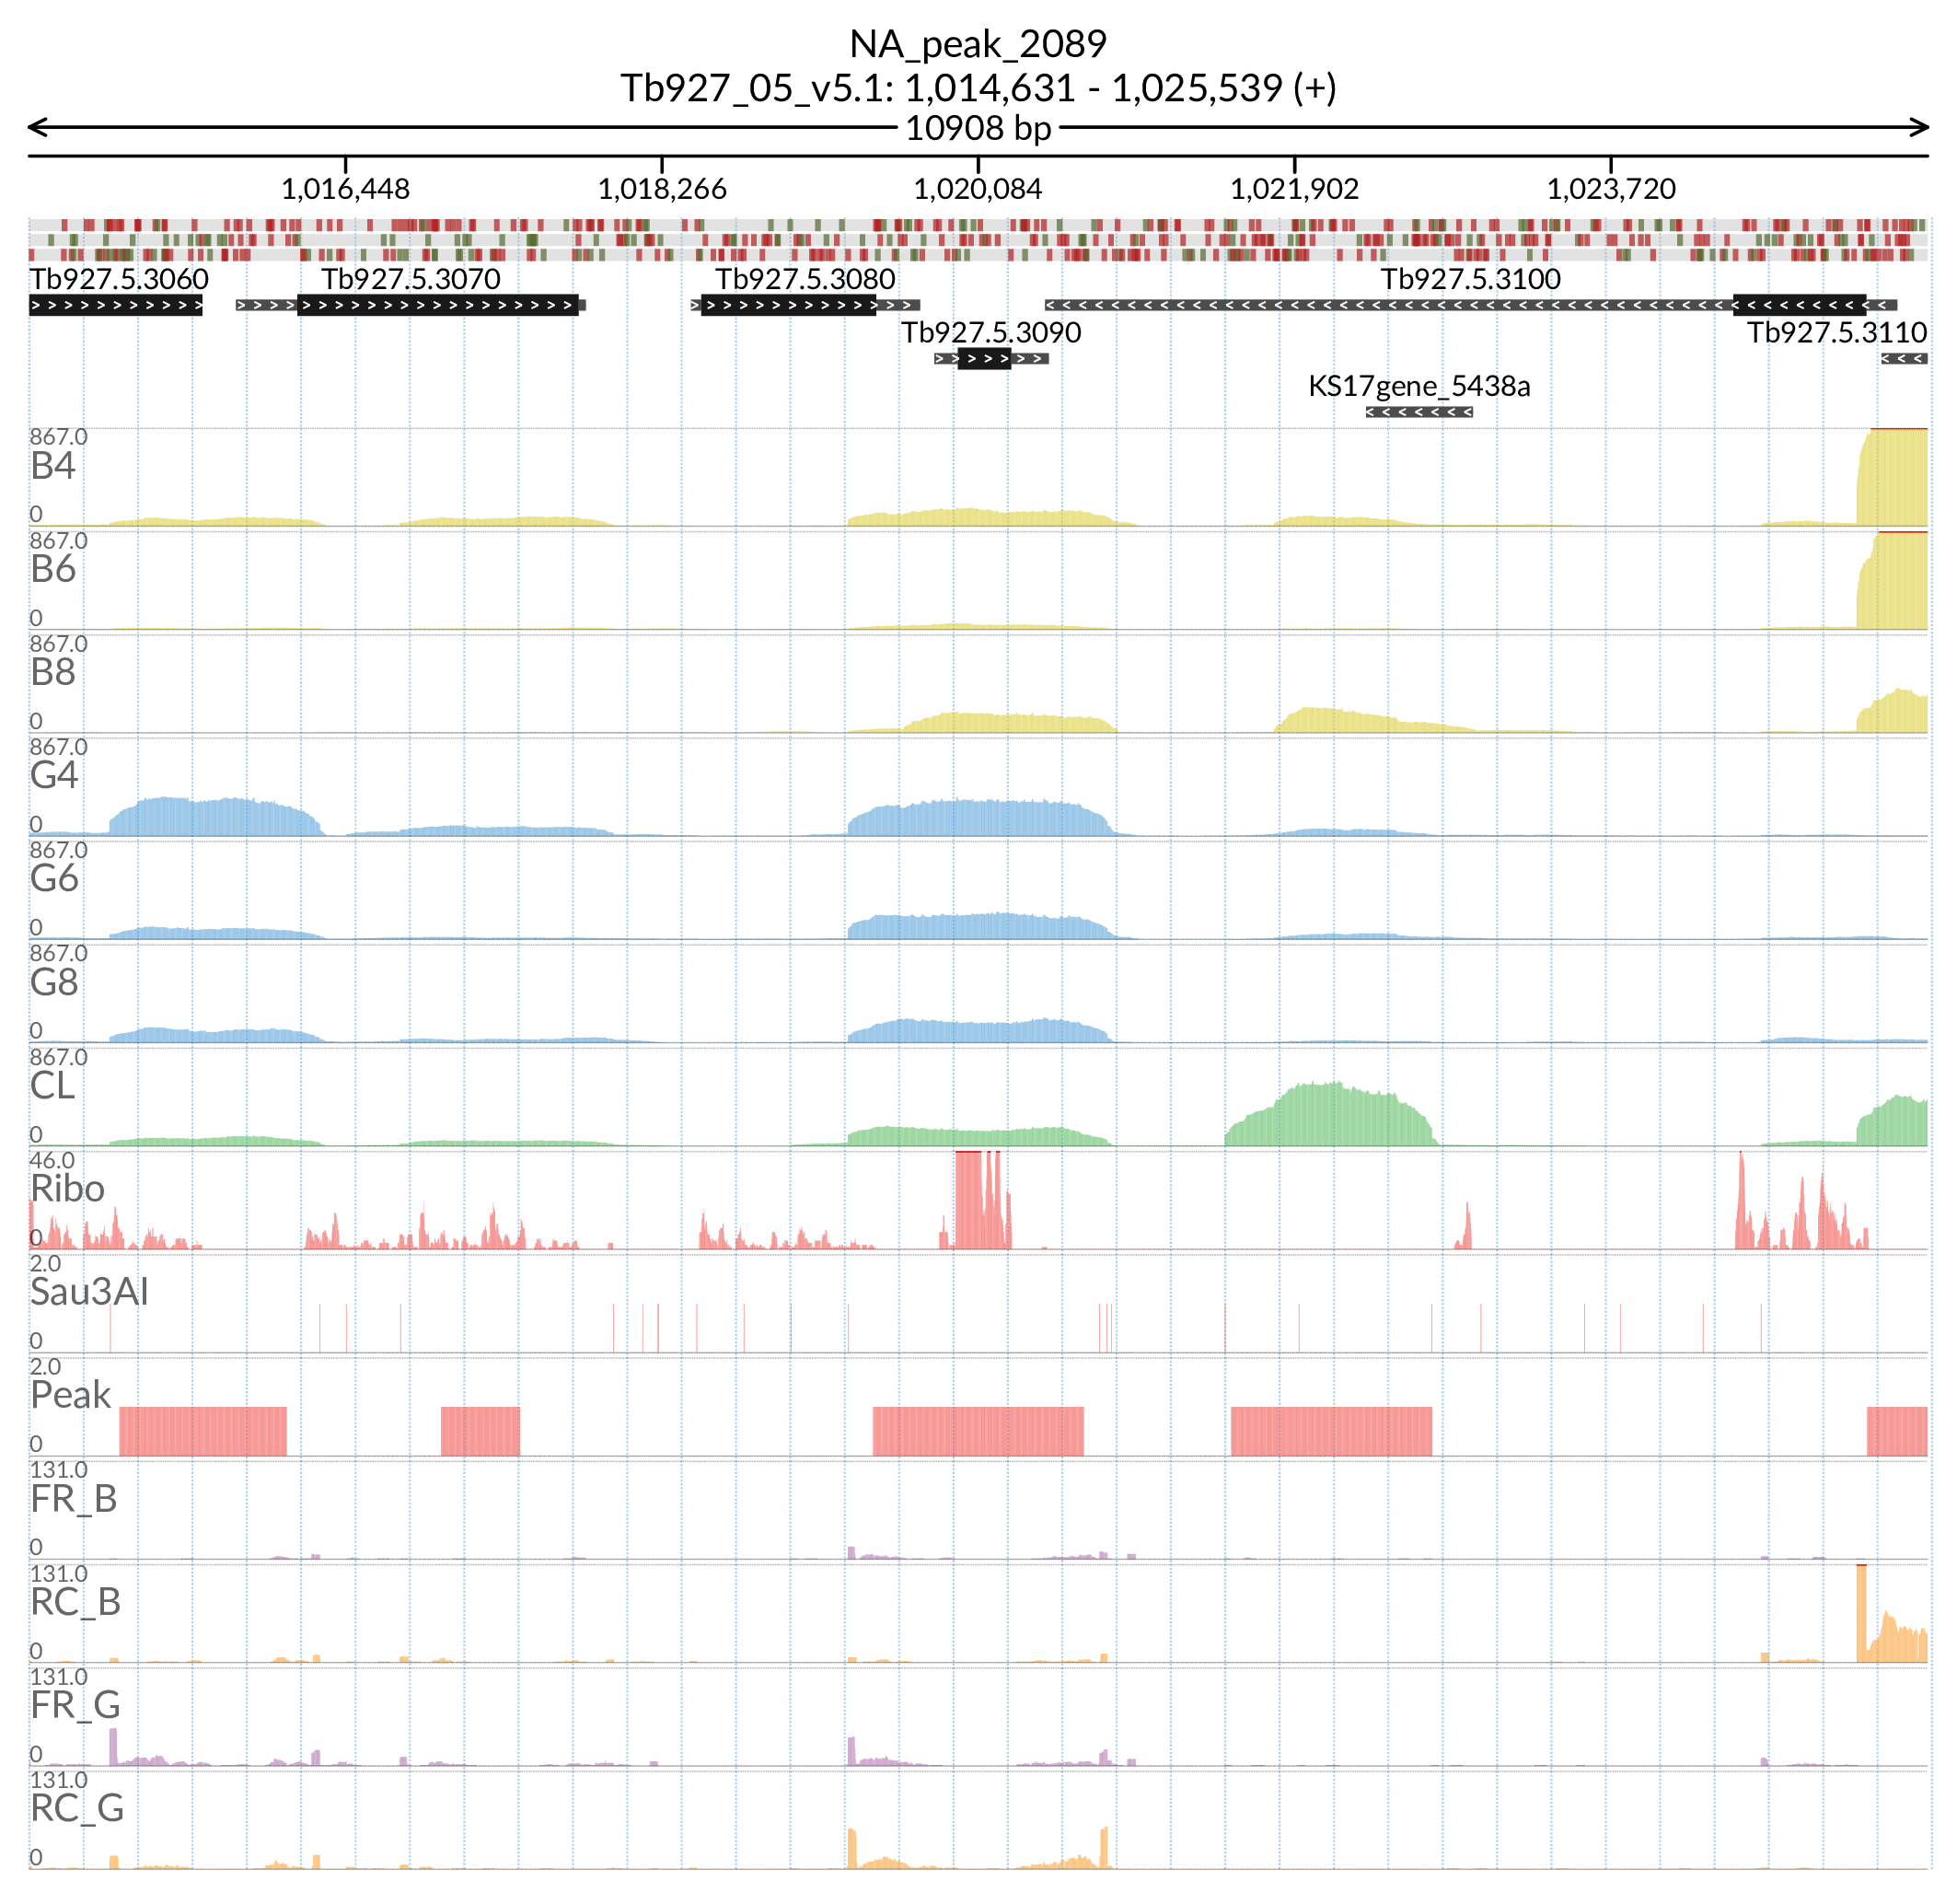 NA_peak_2089
Tb927_05_v5.1: 1,014,631 - 1,025,539 (+)
10908 bp
1,016,448 1,018,266 1,020,084 1,021,902 1,023,720
Tb927.5.3060 Tb927.5.3070 Tb927.5.3080 Tb927.5.3100
Tb927.5.3090 Tb927.5.3110
KS17gene_5438a
867.0
B4
0
867.0
B6
0
867.0
B8
0
867.0
G4
0
867.0
G6
0
867.0
G8
0
867.0
CL
0
46.0
Ribo
0
2.0
Sau3AI
0
2.0
Peak
0
131.0
FR_B
0
131.0
RC_B
0
131.0
FR_G
0
131.0
RC_G
0